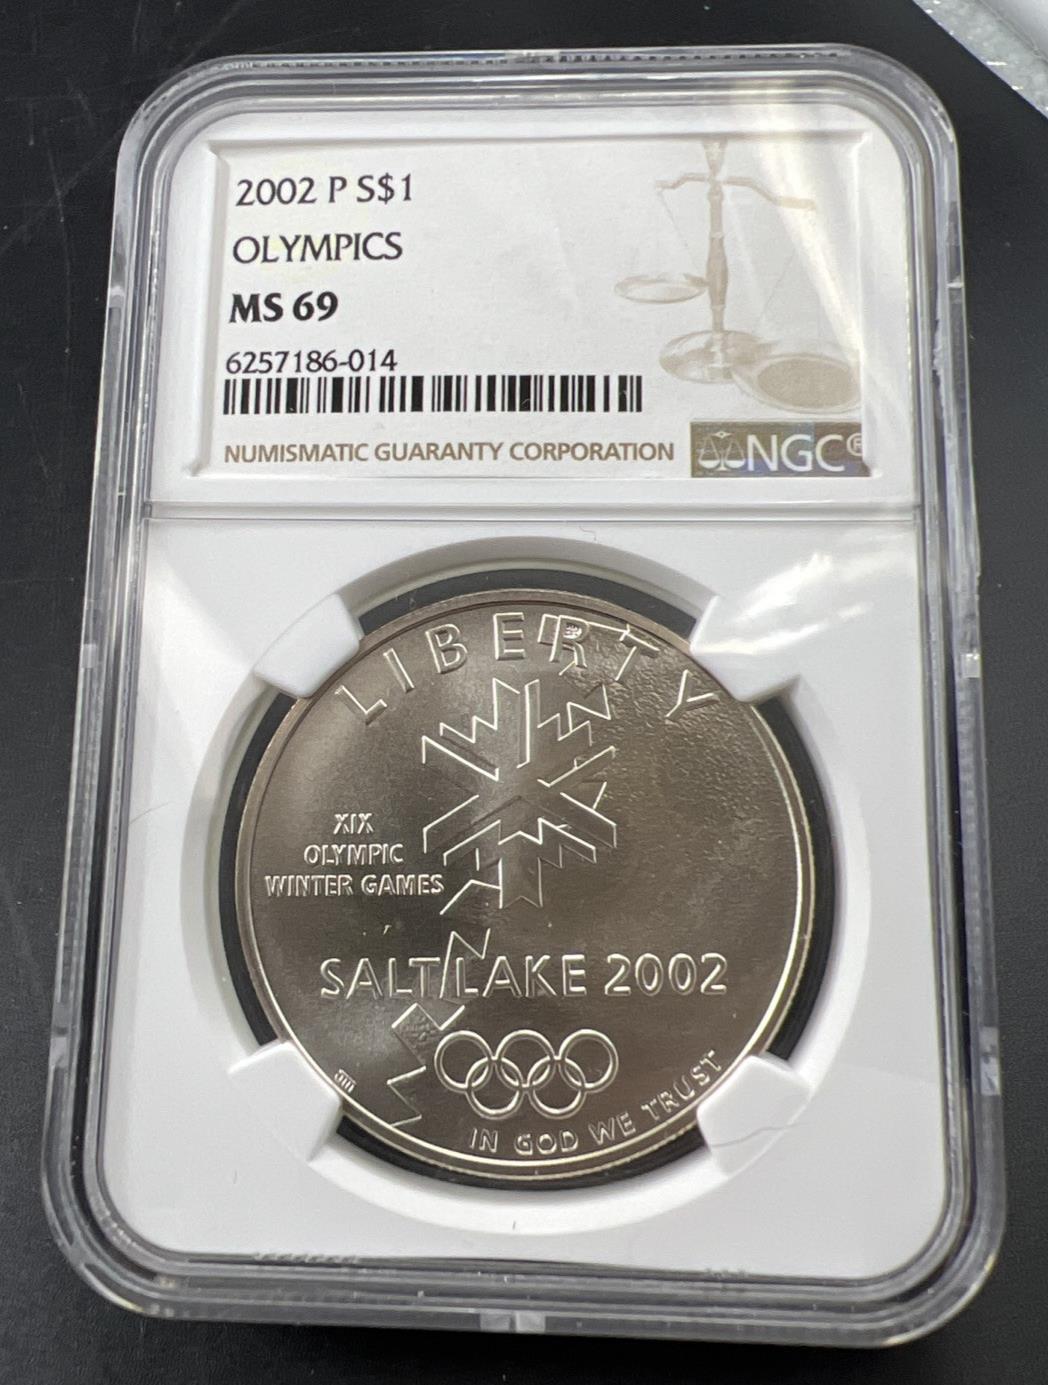 2002 P S$1
OLYMPICS
MS 69
6257186-014
NUMISMATIC GUARANTY CORPORATION
NGC®
LIBERTY
XIX
OLYMPIC
WINTER GAMES
SALT LAKE 2002
P
IN GOD WE TRUST